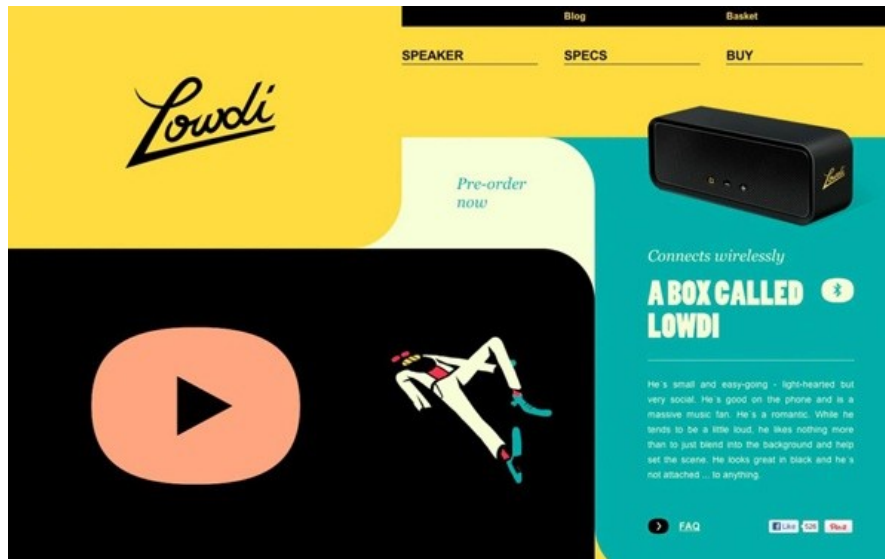 Blog
Basket
SPEAKER
SPECS
BUY
Lowdi
Pre-order
now
Lowdi
Connects wirelessly
A BOX CALLED
LOWDI
He`s small and easy-going - light-hearted but
very social. He`s good on the phone and is a
massive music fan. He`s a romantic. While he
tends to be a little loud, he likes nothing more
than to just blend into the background and help
set the scene. He looks great in black and he`s
not attached ... to anything.
FAQ
Like
526
Pin it